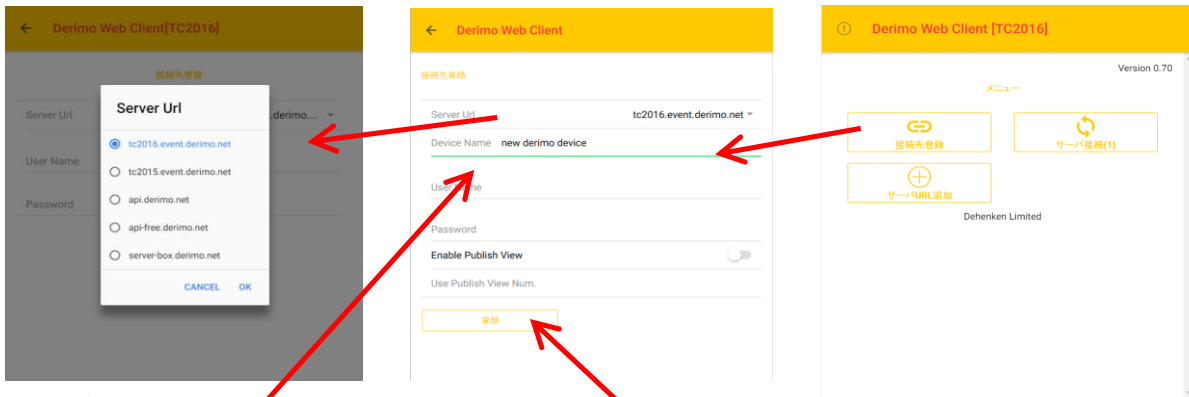 Derimo Web Client[TC2016]
接続先登録
Server Url
.derimo....
User Name
Password
Server Url
tc2016.event.derimo.net
tc2015.event.derimo.net
api.derimo.net
api-free.derimo.net
server-box.derimo.net
CANCEL OK
Derimo Web Client
接続先登録
Server Url tc2016.event.derimo.net
Device Name new derimo device
User Name
Password
Enable Publish View
Use Publish View Num.
登録
Derimo Web Client [TC2016]
Version 0.70
メニュー
接続先登録
サーバ接続(1)
サーバURL追加
Dehenken Limited